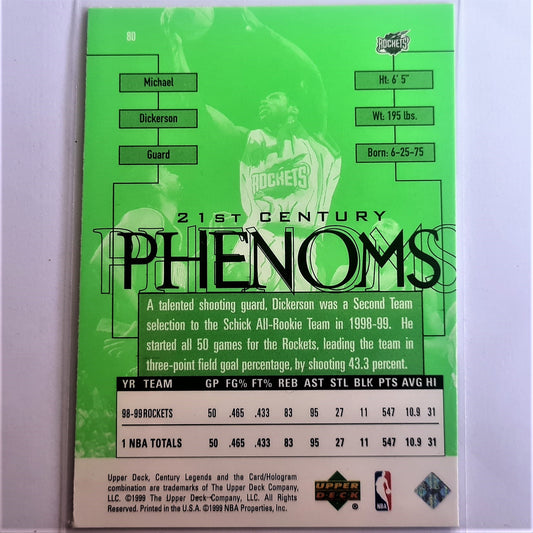 80
ROCKETS
Michael
Dickerson
Guard
Ht: 6' 5"
Wt: 195 lbs.
Born: 6-25-75
ROCKETS
21ST CENTURY
PHENOMS
A talented shooting guard, Dickerson was a Second Team
selection to the Schick All-Rookie Team in 1998-99. He
started all 50 games for the Rockets, leading the team in
three-point field goal percentage, by shooting 43.3 percent.
YR TEAM GP FG% FT% REB AST STL BLK PTS AVG HI
98-99 ROCKETS 50 .465 .433 83 95 27 11 547 10.9 31
1 NBA TOTALS 50 .465 .433 83 95 27 11 547 10.9 31
Upper Deck, Century Legends and the Card/Hologram
combination are trademarks of The Upper Deck Company,
LLC. ©1999 The Upper Deck Company, LLC. All Rights
Reserved. Printed in the U.S.A. ©1999 NBA Properties, Inc.
UPPER
DECK
®
NBA